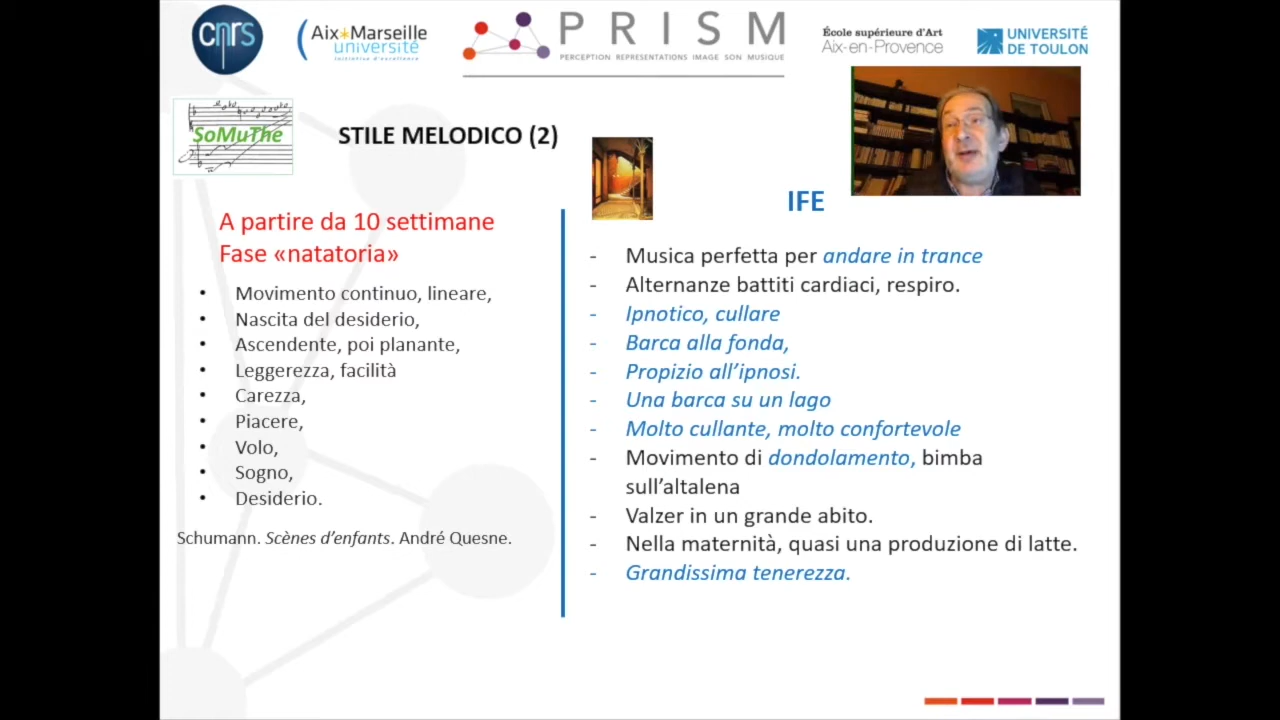 cnrs
Aix*Marseille
université
Initiative d'excellence
PRISM
PERCEPTION REPRESENTATIONS IMAGE SON MUSIQUE
École supérieure d'Art
Aix-en-Provence
UNIVERSITÉ
DE TOULON
SoMuThe
STILE MELODICO (2)
A partire da 10 settimane
Fase «natatoria»
• Movimento continuo, lineare,
• Nascita del desiderio,
• Ascendente, poi planante,
• Leggerezza, facilità
• Carezza,
• Piacere,
• Volo,
• Sogno,
• Desiderio.
Schumann. Scènes d'enfants. André Quesne.
IFE
- Musica perfetta per andare in trance
- Alternanze battiti cardiaci, respiro.
- Ipnotico, cullare
- Barca alla fonda,
- Propizio all'ipnosi.
- Una barca su un lago
- Molto cullante, molto confortevole
- Movimento di dondolamento, bimba
sull'altalena
- Valzer in un grande abito.
- Nella maternità, quasi una produzione di latte.
- Grandissima tenerezza.